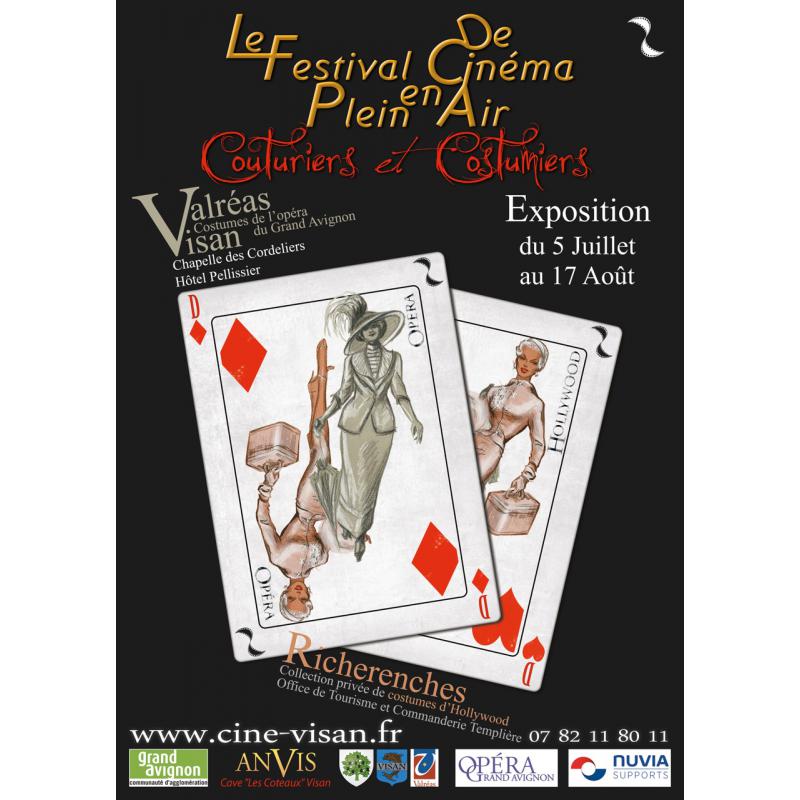 Le Festival De Cinéma
en Plein Air
Couturiers et Costumiers
Valréas
Costumes de l'opéra
du Grand Avignon
Visan
Chapelle des Cordeliers
Hôtel Pellissier
Exposition
du 5 Juillet
au 17 Août
D
Opéra
Hollywood
Opéra
D
D
Richerenches
Collection privée de costumes d'Hollywood
Office de Tourisme et Commanderie Templière
www.cine-visan.fr 07 82 11 80 11
grand
avignon
communauté d'agglomération
ANVIS
Cave "Les Coteaux" Visan
VISAN
Valréas
OPÉRA
GRAND AVIGNON
NUVIA
SUPPORTS